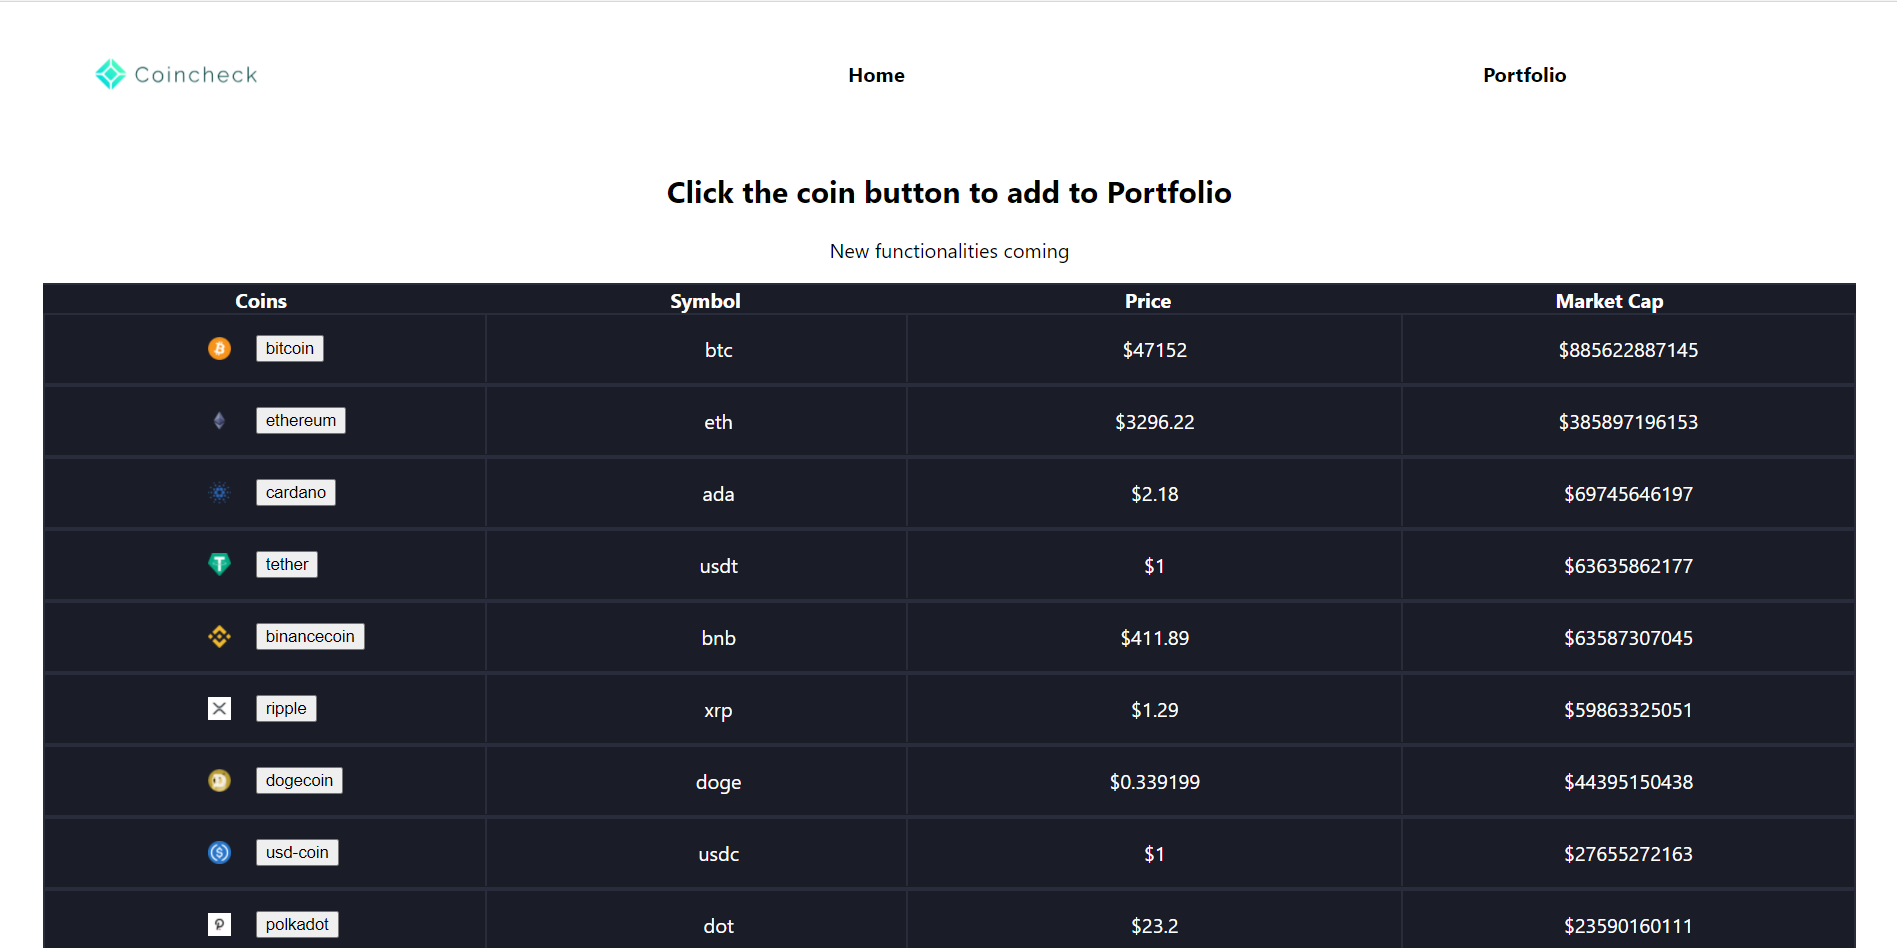 Coincheck Home Portfolio
Click the coin button to add to Portfolio
New functionalities coming
Coins Symbol Price Market Cap
bitcoin btc $47152 $885622887145
ethereum eth $3296.22 $385897196153
cardano ada $2.18 $69745646197
tether usdt $1 $63635862177
binancecoin bnb $411.89 $63587307045
ripple xrp $1.29 $59863325051
dogecoin doge $0.339199 $44395150438
usd-coin usdc $1 $27655272163
polkadot dot $23.2 $23590160111